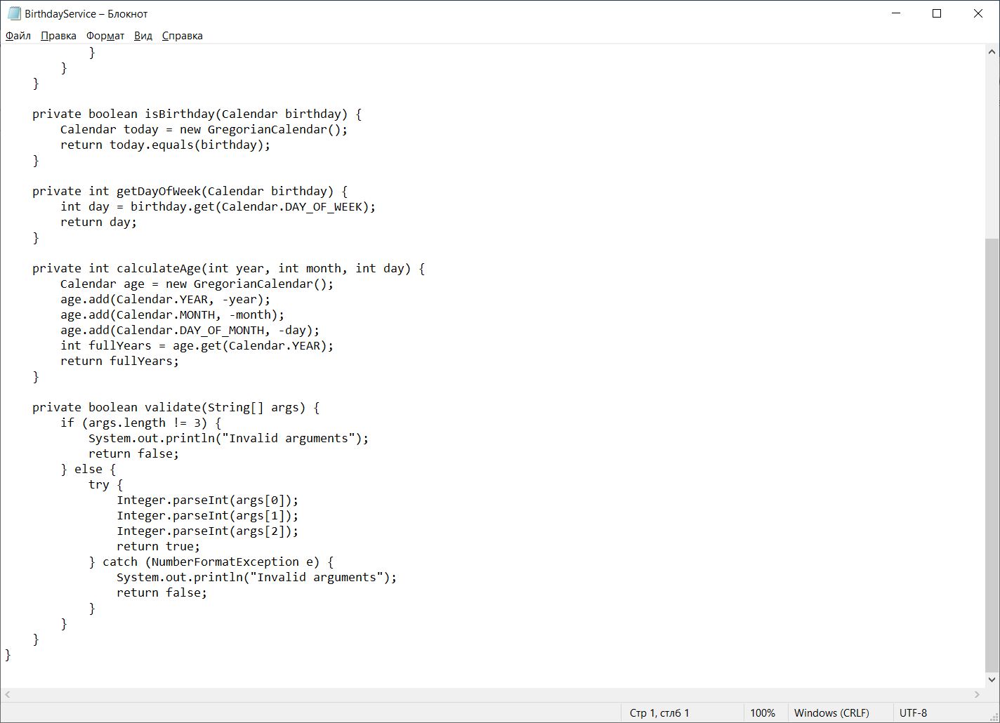 BirthdayService – Блокнот
Файл Правка Формат Вид Справка
            }
        }
    }

    private boolean isBirthday(Calendar birthday) {
        Calendar today = new GregorianCalendar();
        return today.equals(birthday);
    }

    private int getDayOfWeek(Calendar birthday) {
        int day = birthday.get(Calendar.DAY_OF_WEEK);
        return day;
    }

    private int calculateAge(int year, int month, int day) {
        Calendar age = new GregorianCalendar();
        age.add(Calendar.YEAR, -year);
        age.add(Calendar.MONTH, -month);
        age.add(Calendar.DAY_OF_MONTH, -day);
        int fullYears = age.get(Calendar.YEAR);
        return fullYears;
    }

    private boolean validate(String[] args) {
        if (args.length != 3) {
            System.out.println("Invalid arguments");
            return false;
        } else {
            try {
                Integer.parseInt(args[0]);
                Integer.parseInt(args[1]);
                Integer.parseInt(args[2]);
                return true;
            } catch (NumberFormatException e) {
                System.out.println("Invalid arguments");
                return false;
            }
        }
    }
}
Стр 1, стлб 1 100% Windows (CRLF) UTF-8